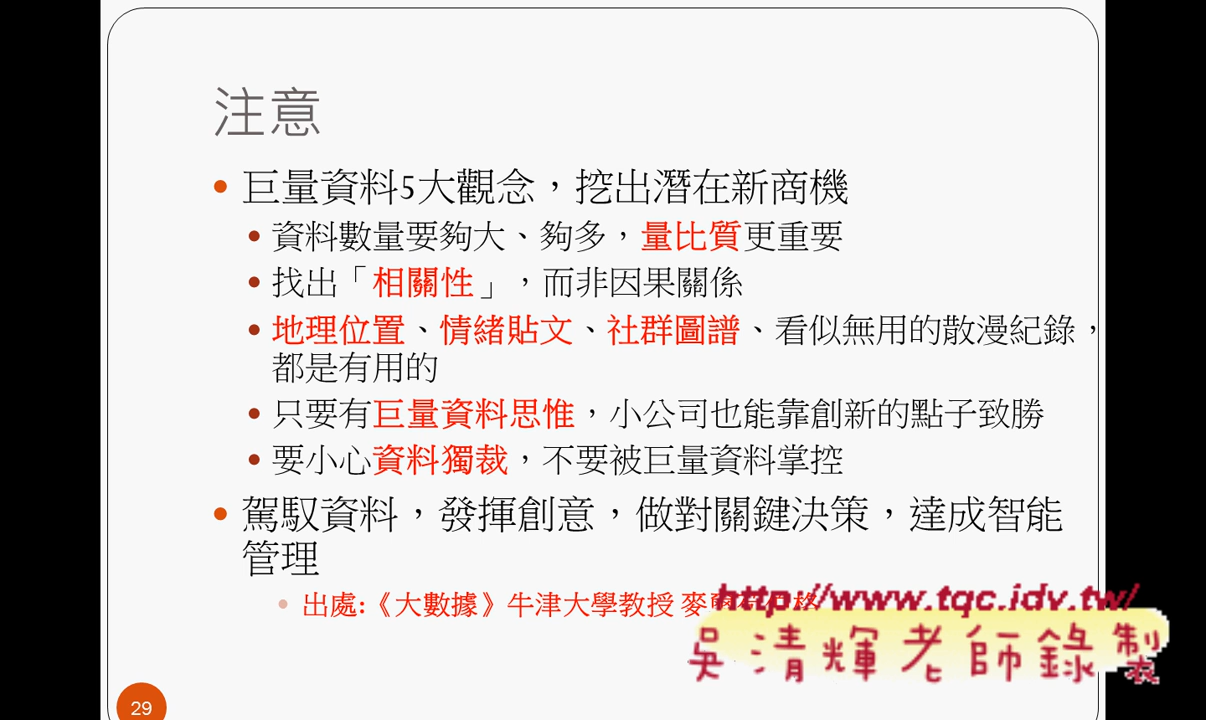 注意
巨量資料5大觀念，挖出潛在新商機
資料數量要夠大、夠多，量比質更重要
找出「相關性」，而非因果關係
地理位置、情緒貼文、社群圖譜、看似無用的散漫紀錄，
都是有用的
只要有巨量資料思惟，小公司也能靠創新的點子致勝
要小心資料獨裁，不要被巨量資料掌控
駕馭資料，發揮創意，做對關鍵決策，達成智能
管理
出處:《大數據》牛津大學教授 麥
http://www.tqc.idv.tw/
吳清輝老師錄製
29